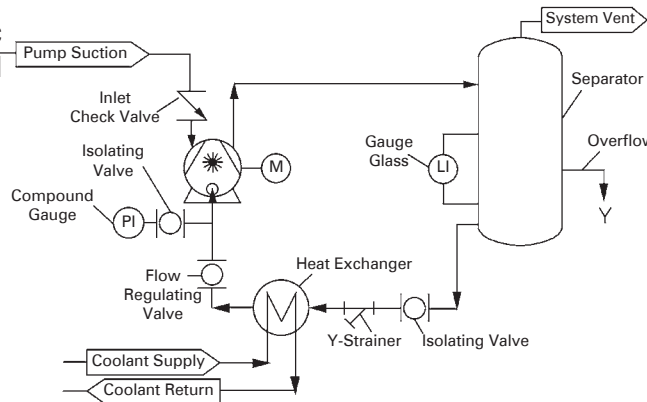 System Vent
Pump Suction
Inlet
Check Valve
Separator
Isolating
Valve
Gauge
Glass
LI
M
Overflow
Compound
Gauge
PI
Y
Heat Exchanger
Flow
Regulating
Valve
Y-Strainer
Isolating Valve
Coolant Supply
Coolant Return